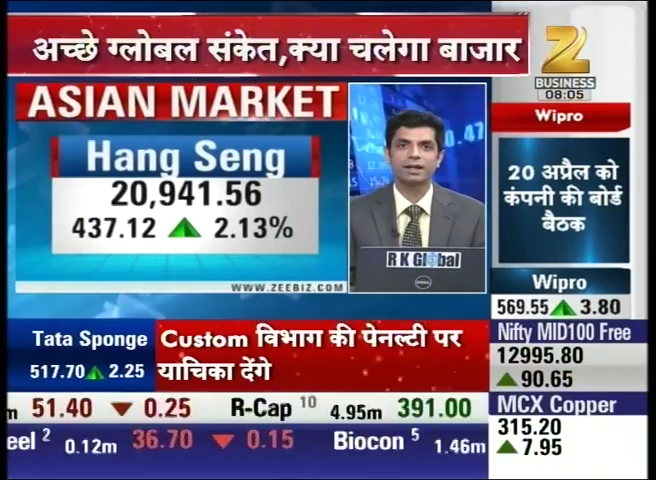 अच्छे ग्लोबल संकेत,क्या चलेगा बाजार
Z
BUSINESS
08:05
ASIAN MARKET
Hang Seng
20,941.56
437.12 2.13%
0.47
R K Global
DELL
WWW.ZEEBIZ.COM
Wipro
20 अप्रैल को
कंपनी की बोर्ड
बैठक
Wipro
569.55 3.80
Tata Sponge
517.70 2.25
Custom विभाग की पेनल्टी पर
याचिका देंगे
Nifty MID100 Free
12995.80
90.65
MCX Copper
315.20
7.95
m 51.40 0.25 R-Cap 10 4.95m 391.00
eel 2 0.12m 36.70 0.15 Biocon 5 1.46m